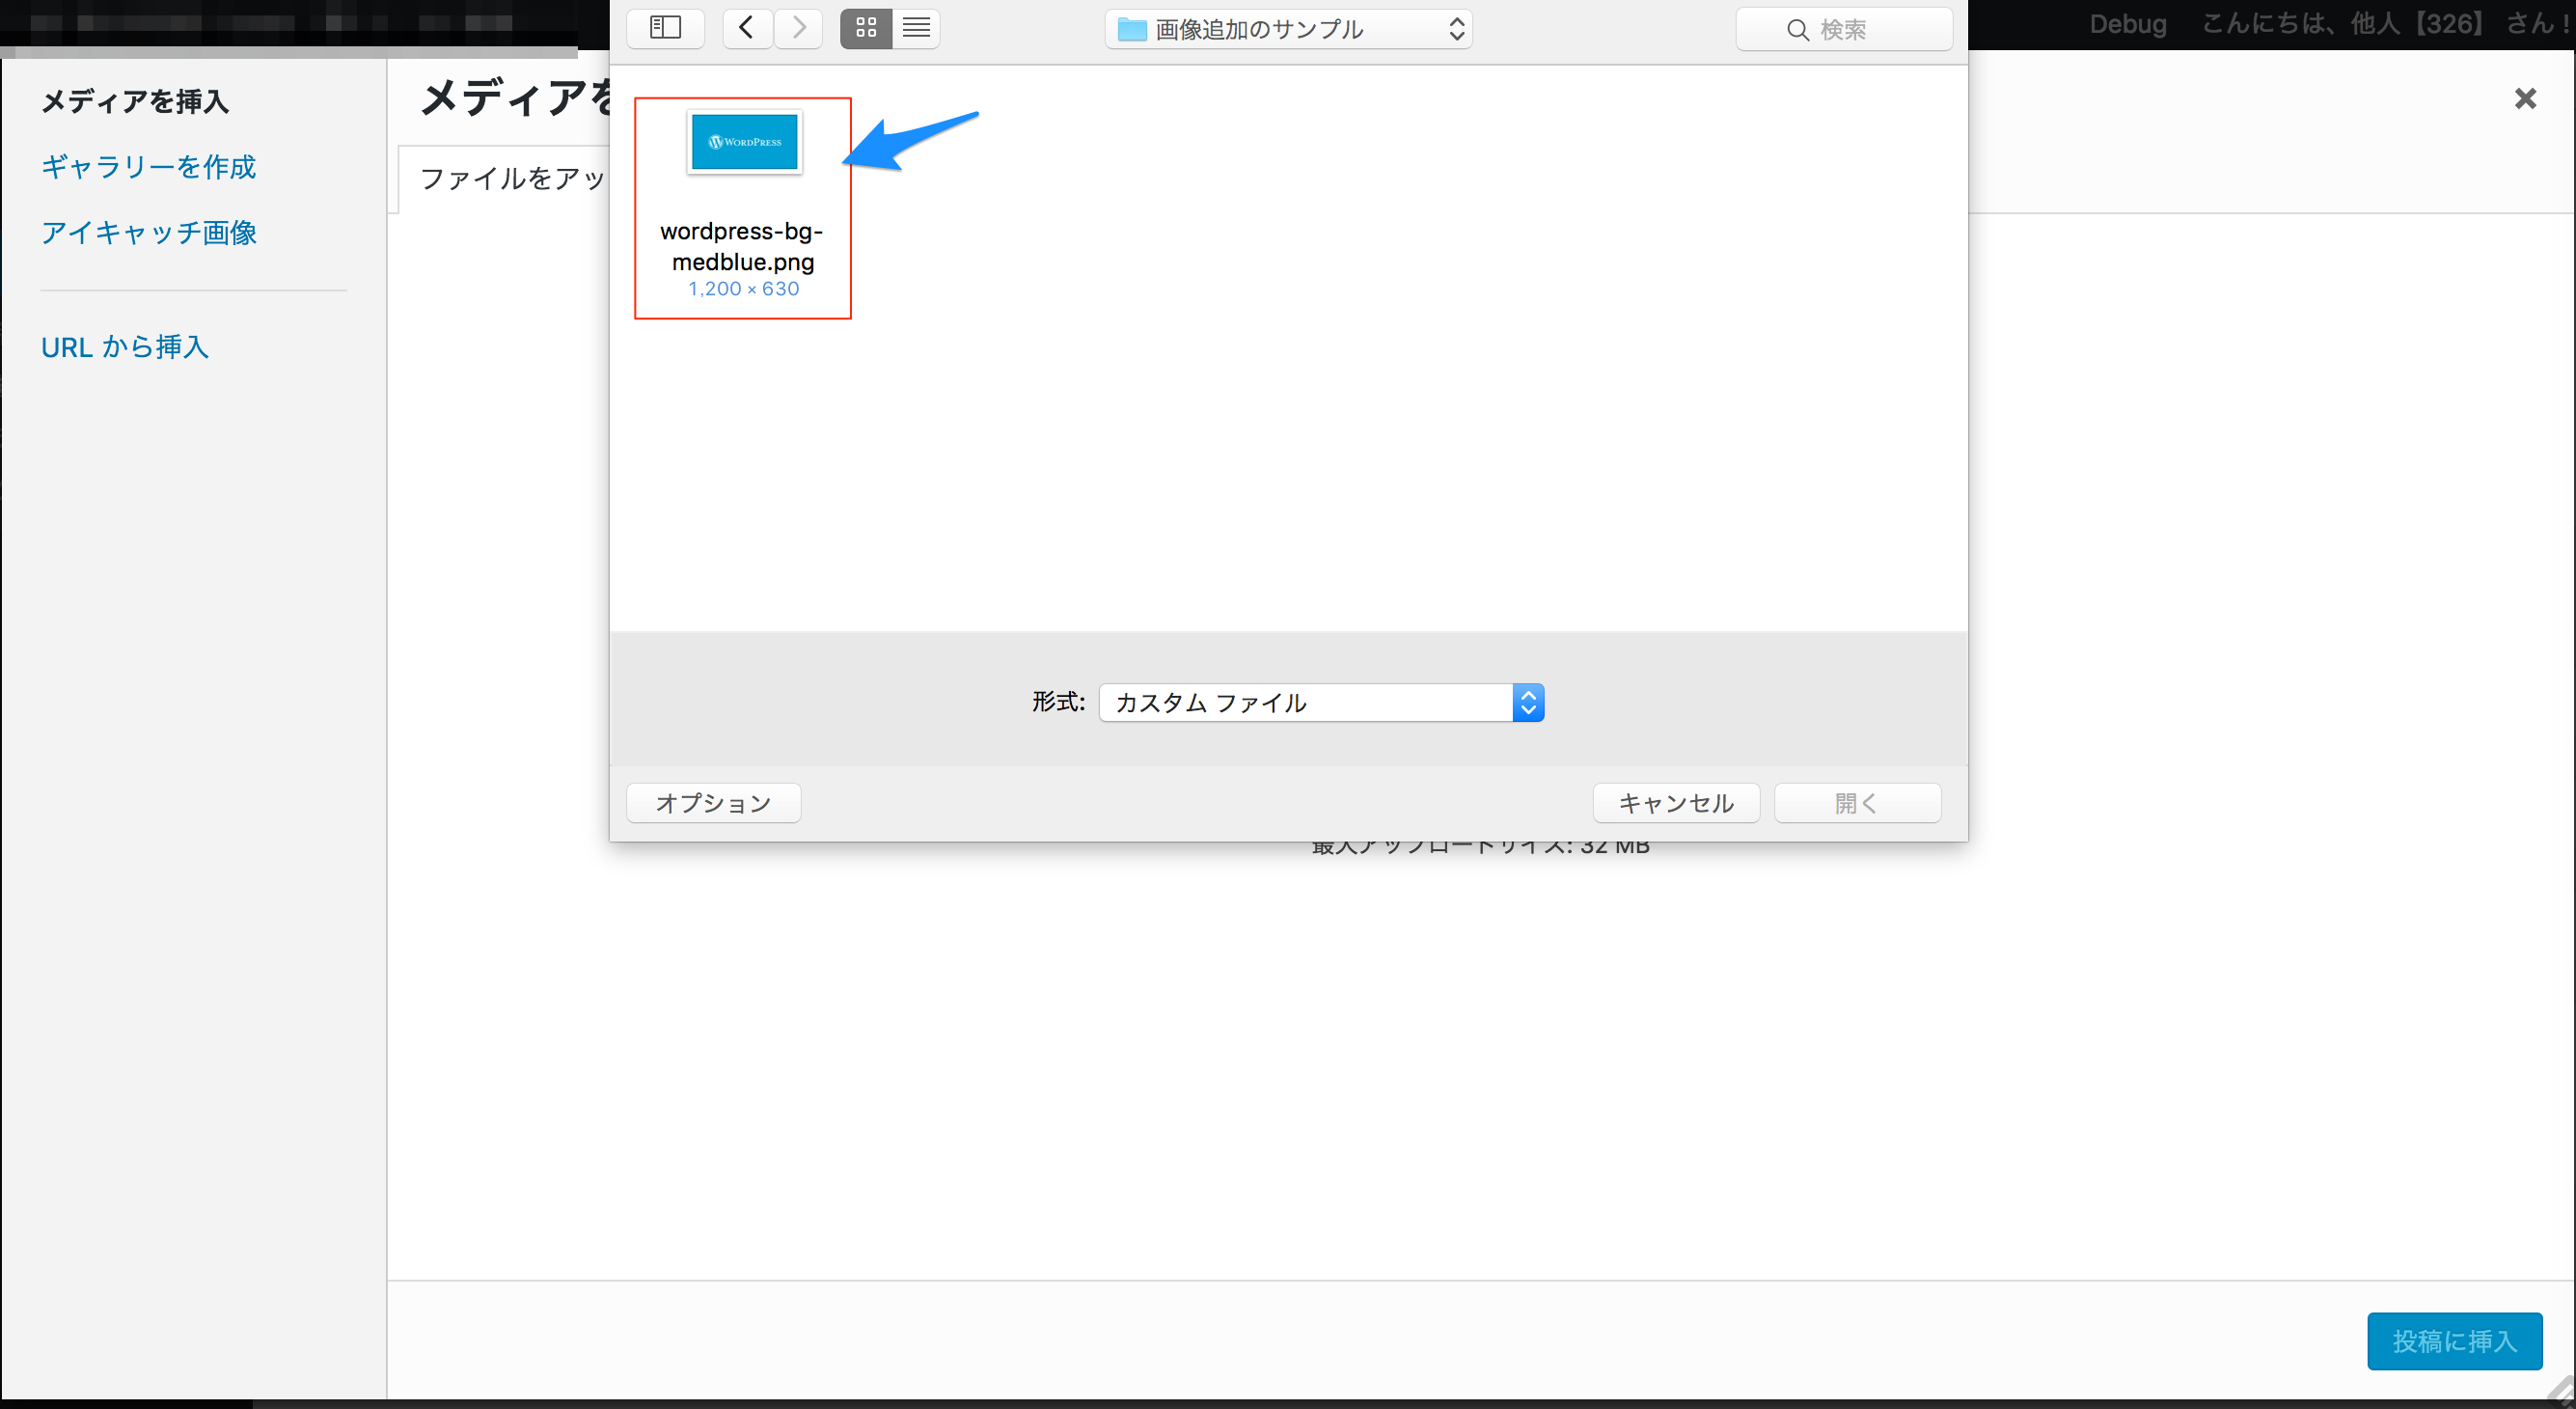 画像追加のサンプル
検索
Debug こんにちは、他人【326】 さん !
メディアを挿入
ギャラリーを作成
アイキャッチ画像
URL から挿入
メディアを
ファイルをアッ
WORDPRESS
wordpress-bg-
medblue.png
1,200 × 630
形式: カスタム ファイル
オプション
キャンセル
開く
最大アップロードサイズ: 32 MB
投稿に挿入